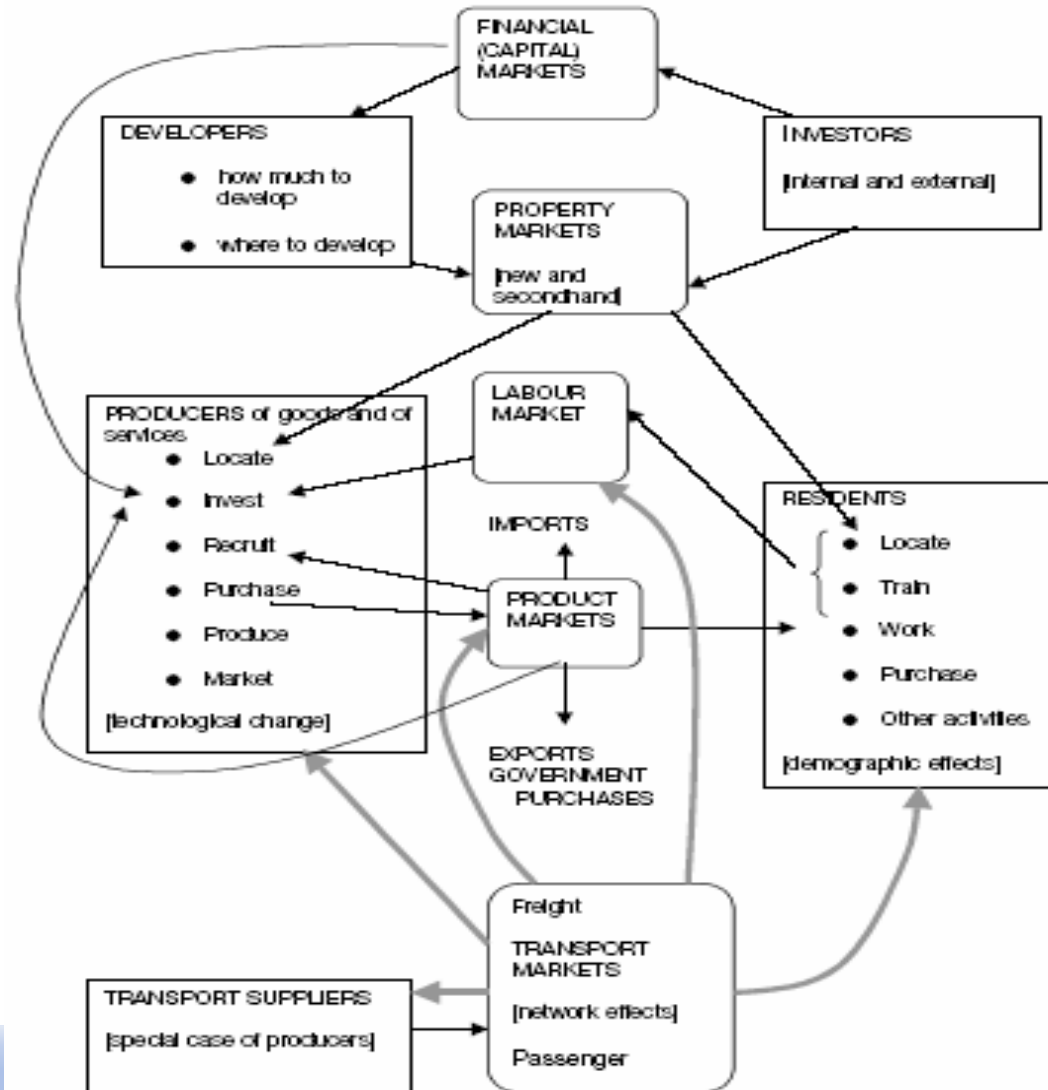 FINANCIAL
(CAPITAL)
MARKETS
DEVELOPERS
• how much to
develop
• where to develop
INVESTORS
[internal and external]
PROPERTY
MARKETS
[new and
secondhand]
PRODUCERS of goods and of
services
• Locate
• Invest
• Recruit
• Purchase
• Produce
• Market
[technological change]
LABOUR
MARKET
IMPORTS
PRODUCT
MARKETS
EXPORTS
GOVERNMENT
PURCHASES
RESIDENTS
• Locate
• Train
• Work
• Purchase
• Other activities
[demographic effects]
Freight
TRANSPORT
MARKETS
[network effects]
Passenger
TRANSPORT SUPPLIERS
[special case of producers]